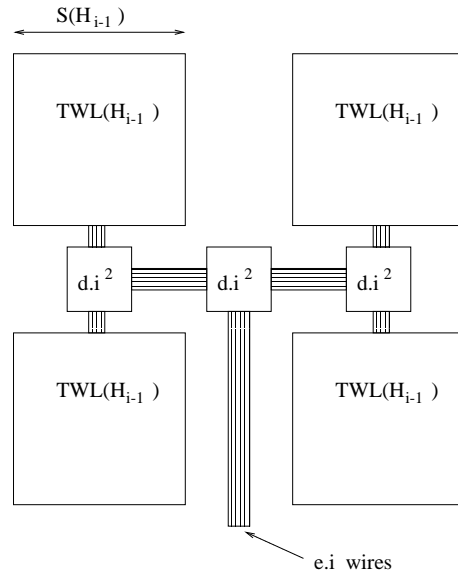 S(H_{i-1})
TWL(H_{i-1}) TWL(H_{i-1})
d.i^2 d.i^2 d.i^2
TWL(H_{i-1}) TWL(H_{i-1})
e.i wires